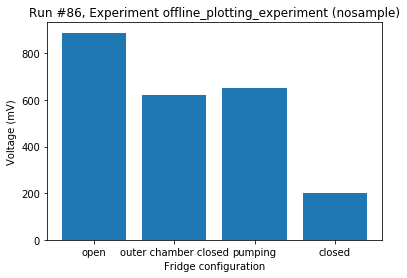 Run #86, Experiment offline_plotting_experiment (nosample)
Voltage (mV)
800
600
400
200
0
open
outer chamber closed
pumping
closed
Fridge configuration